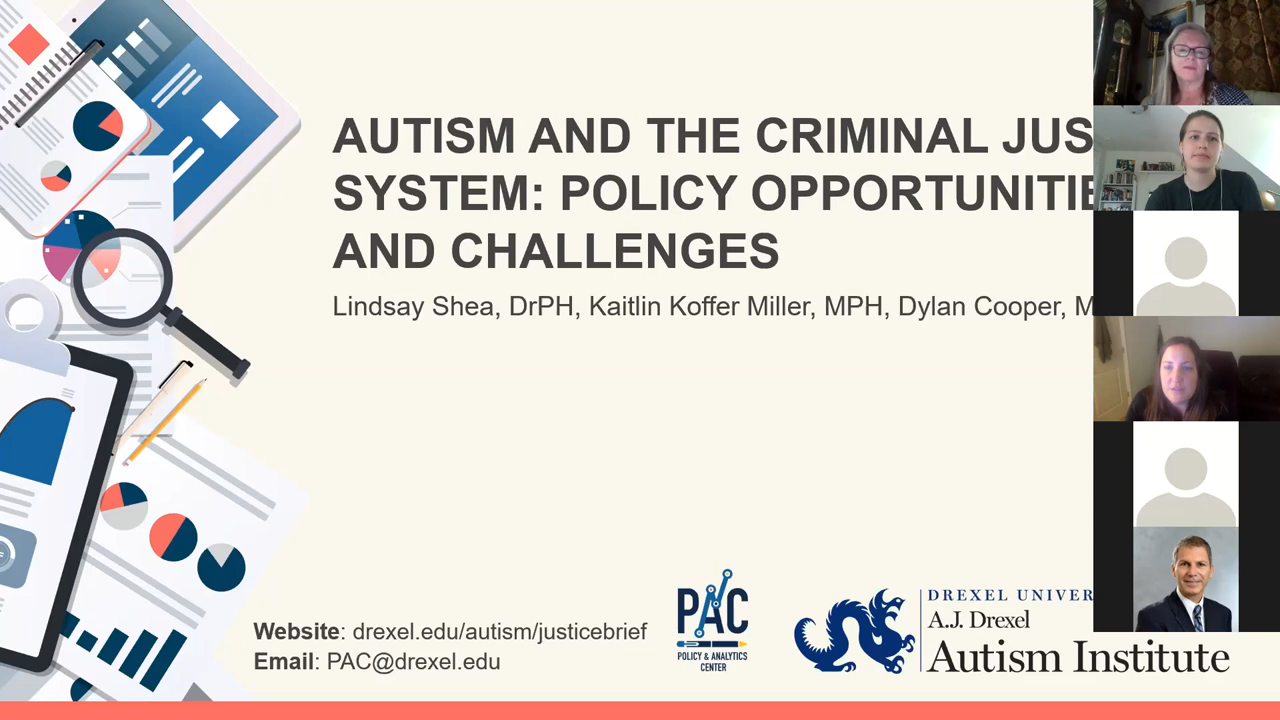 AUTISM AND THE CRIMINAL JUS
SYSTEM: POLICY OPPORTUNITIE
AND CHALLENGES
Lindsay Shea, DrPH, Kaitlin Koffer Miller, MPH, Dylan Cooper, M
Website: drexel.edu/autism/justicebrief
Email: PAC@drexel.edu
PAC
POLICY & ANALYTICS
CENTER
DREXEL UNIVER
A.J. Drexel
Autism Institute